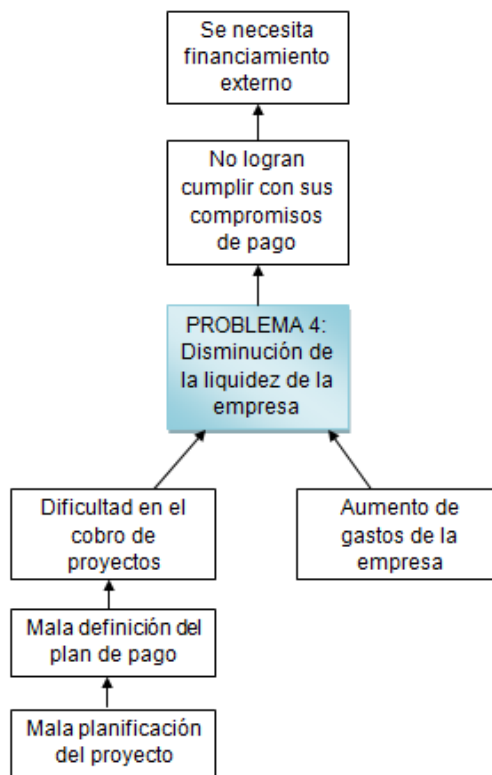 Se necesita
financiamiento
externo
No logran
cumplir con sus
compromisos
de pago
PROBLEMA 4:
Disminución de
la liquidez de la
empresa
Dificultad en el
cobro de
proyectos
Aumento de
gastos de la
empresa
Mala definición del
plan de pago
Mala planificación
del proyecto